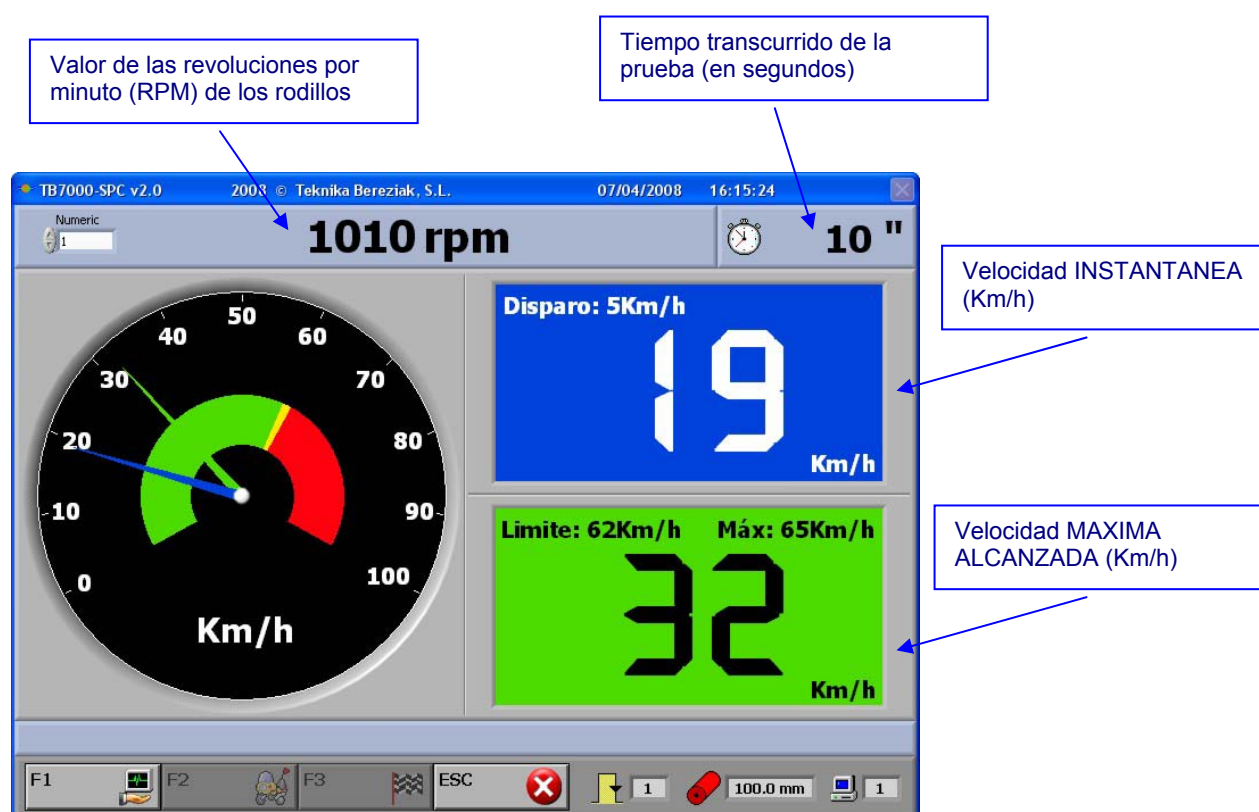 Tiempo transcurrido de la
prueba (en segundos)
Valor de las revoluciones por
minuto (RPM) de los rodillos
TB7000-SPC v2.0 2008 © Teknika Bereziak, S.L. 07/04/2008 16:15:24
Numeric
1
1010 rpm
10 "
Velocidad INSTANTANEA
(Km/h)
Disparo: 5Km/h
19
Km/h
0
10
20
30
40
50
60
70
80
90
100
Km/h
Limite: 62Km/h Máx: 65Km/h
32
Km/h
Velocidad MAXIMA
ALCANZADA (Km/h)
F1 F2 F3 ESC 1 100.0 mm 1